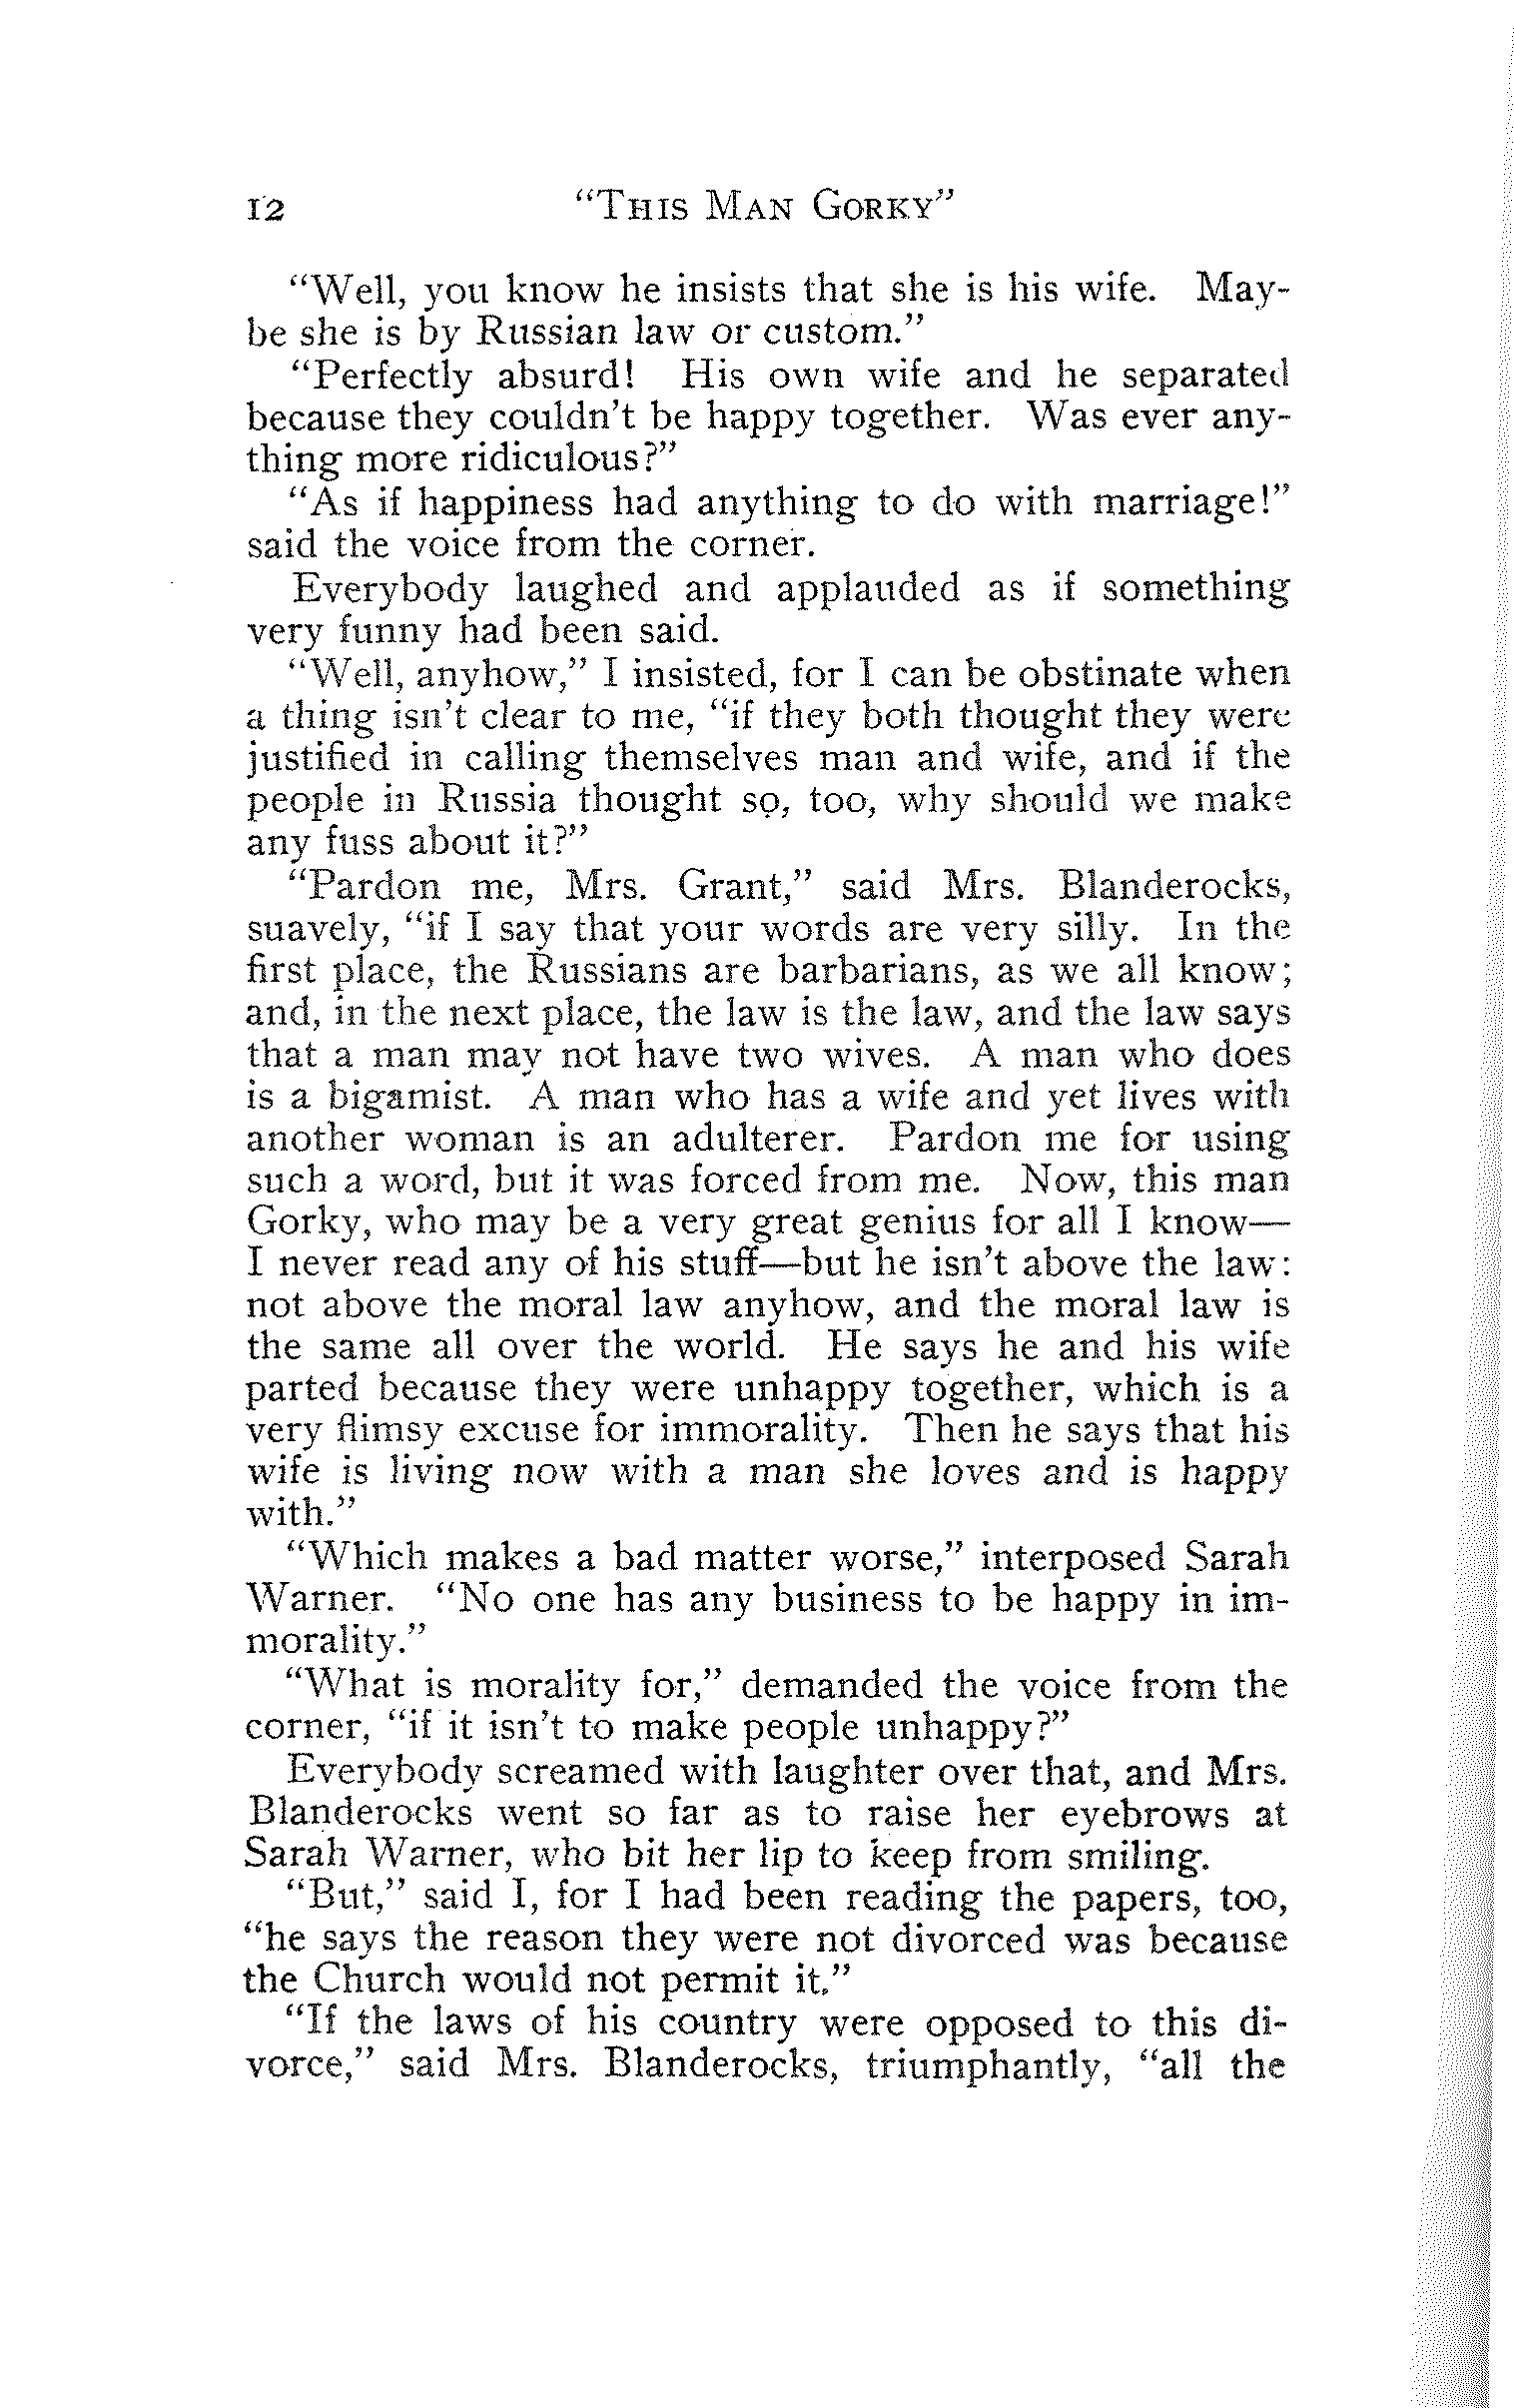 12 "THIS MAN GORKY"
"Well, you know he insists that she is his wife. May-
be she is by Russian law or custom."
"Perfectly absurd! His own wife and he separated
because they couldn't be happy together. Was ever any-
thing more ridiculous?"
"As if happiness had anything to do with marriage!"
said the voice from the corner.
Everybody laughed and applauded as if something
very funny had been said.
"Well, anyhow," I insisted, for I can be obstinate when
a thing isn't clear to me, "if they both thought they were
justified in calling themselves man and wife, and if the
people in Russia thought so, too, why should we make
any fuss about it?"
"Pardon me, Mrs. Grant," said Mrs. Blanderocks,
suavely, "if I say that your words are very silly. In the
first place, the Russians are barbarians, as we all know;
and, in the next place, the law is the law, and the law says
that a man may not have two wives. A man who does
is a bigamist. A man who has a wife and yet lives with
another woman is an adulterer. Pardon me for using
such a word, but it was forced from me. Now, this man
Gorky, who may be a very great genius for all I know—
I never read any of his stuff—but he isn't above the law:
not above the moral law anyhow, and the moral law is
the same all over the world. He says he and his wife
parted because they were unhappy together, which is a
very flimsy excuse for immorality. Then he says that his
wife is living now with a man she loves and is happy
with."
"Which makes a bad matter worse," interposed Sarah
Warner. "No one has any business to be happy in im-
morality."
"What is morality for," demanded the voice from the
corner, "if it isn't to make people unhappy?"
Everybody screamed with laughter over that, and Mrs.
Blanderocks went so far as to raise her eyebrows at
Sarah Warner, who bit her lip to keep from smiling.
"But," said I, for I had been reading the papers, too,
"he says the reason they were not divorced was because
the Church would not permit it."
"If the laws of his country were opposed to this di-
vorce," said Mrs. Blanderocks, triumphantly, "all the